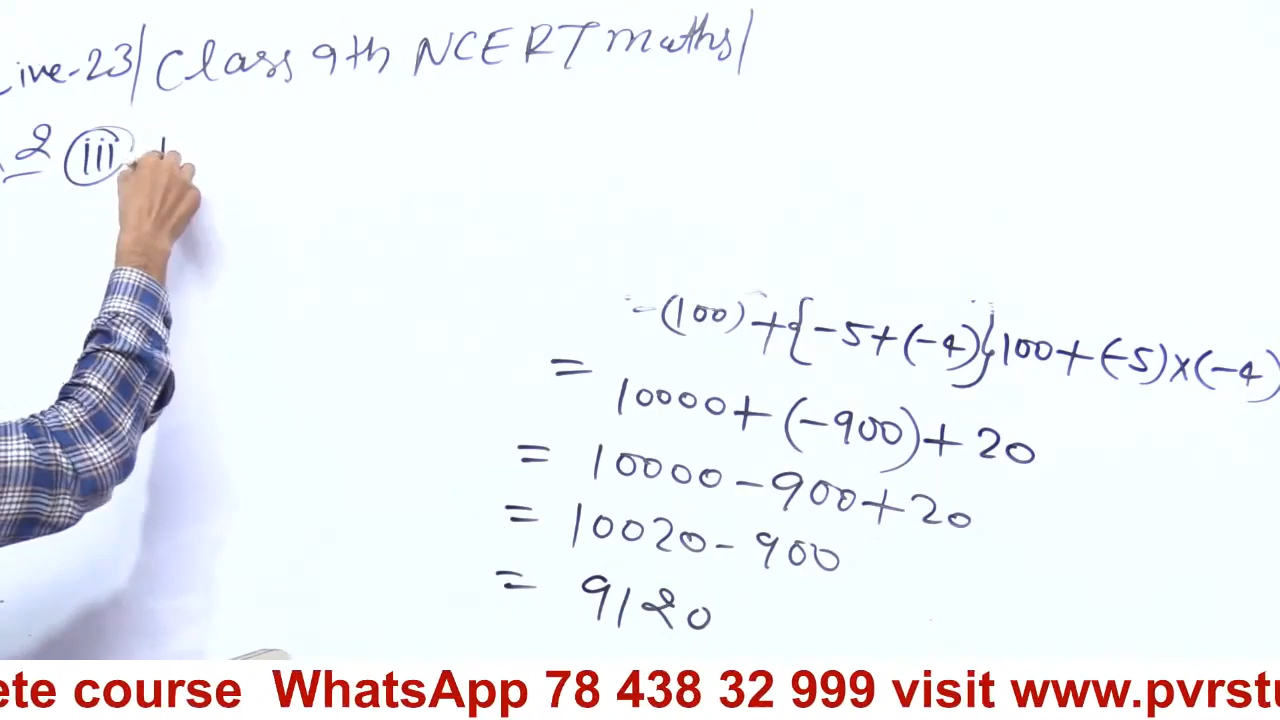 ive-23/ Class 9th NCERT maths/
2 (iii)
-(100) + {-5+(-4)}100+(-5)×(-4)
= 10000+(-900)+20
= 10000-900+20
= 10020-900
= 9120
ete course WhatsApp 78 438 32 999 visit www.pvrstu